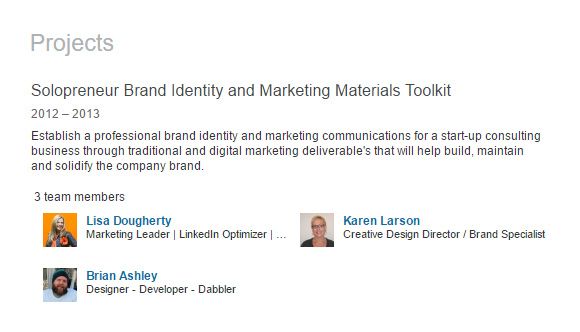 Projects
Solopreneur Brand Identity and Marketing Materials Toolkit
2012 – 2013
Establish a professional brand identity and marketing communications for a start-up consulting
business through traditional and digital marketing deliverable's that will help build, maintain
and solidify the company brand.
3 team members
Lisa Dougherty
Marketing Leader | LinkedIn Optimizer | ...
Karen Larson
Creative Design Director / Brand Specialist
Brian Ashley
Designer - Developer - Dabbler